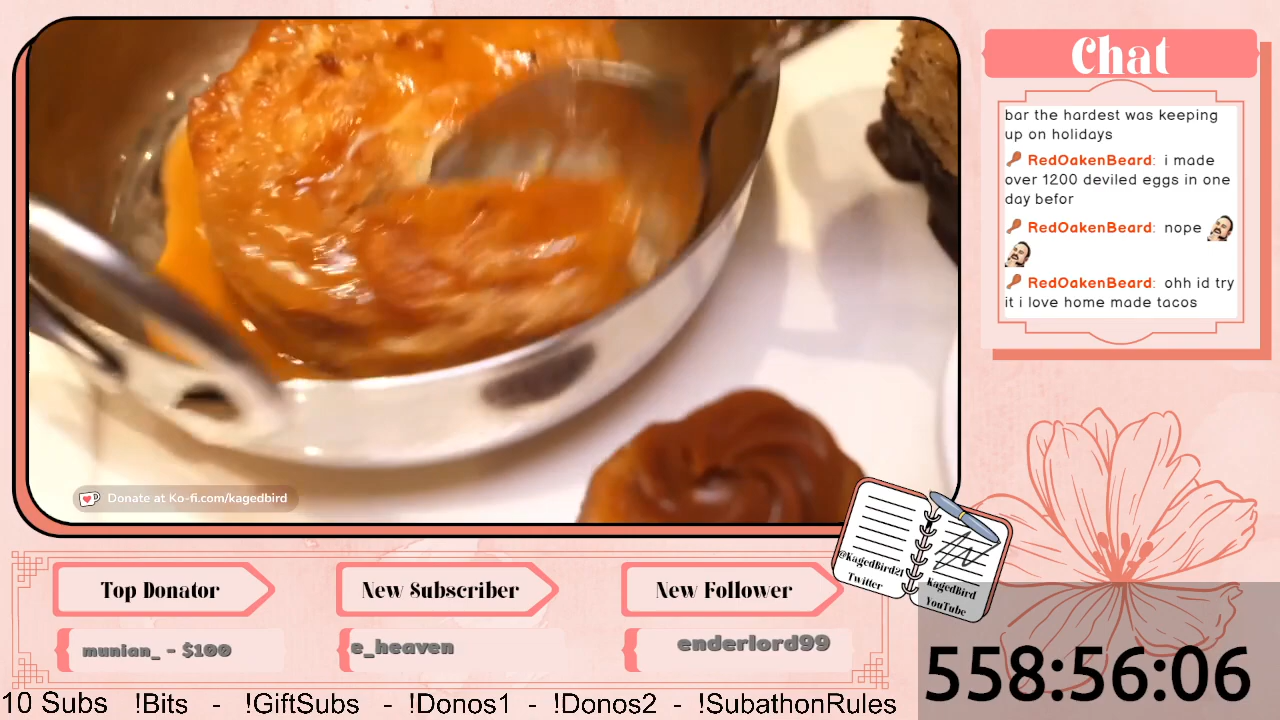 Chat
bar the hardest was keeping
up on holidays
RedOakenBeard: i made
over 1200 deviled eggs in one
day befor
RedOakenBeard: nope
RedOakenBeard: ohh id try
it i love home made tacos
Donate at Ko-fi.com/kagedbird
@KagedBird21
Twitter
KagedBird
YouTube
Top Donator
New Subscriber
New Follower
munian_ - $100
e_heaven
enderlord99
558:56:06
10 Subs !Bits - !GiftSubs - !Donos1 - !Donos2 - !SubathonRules